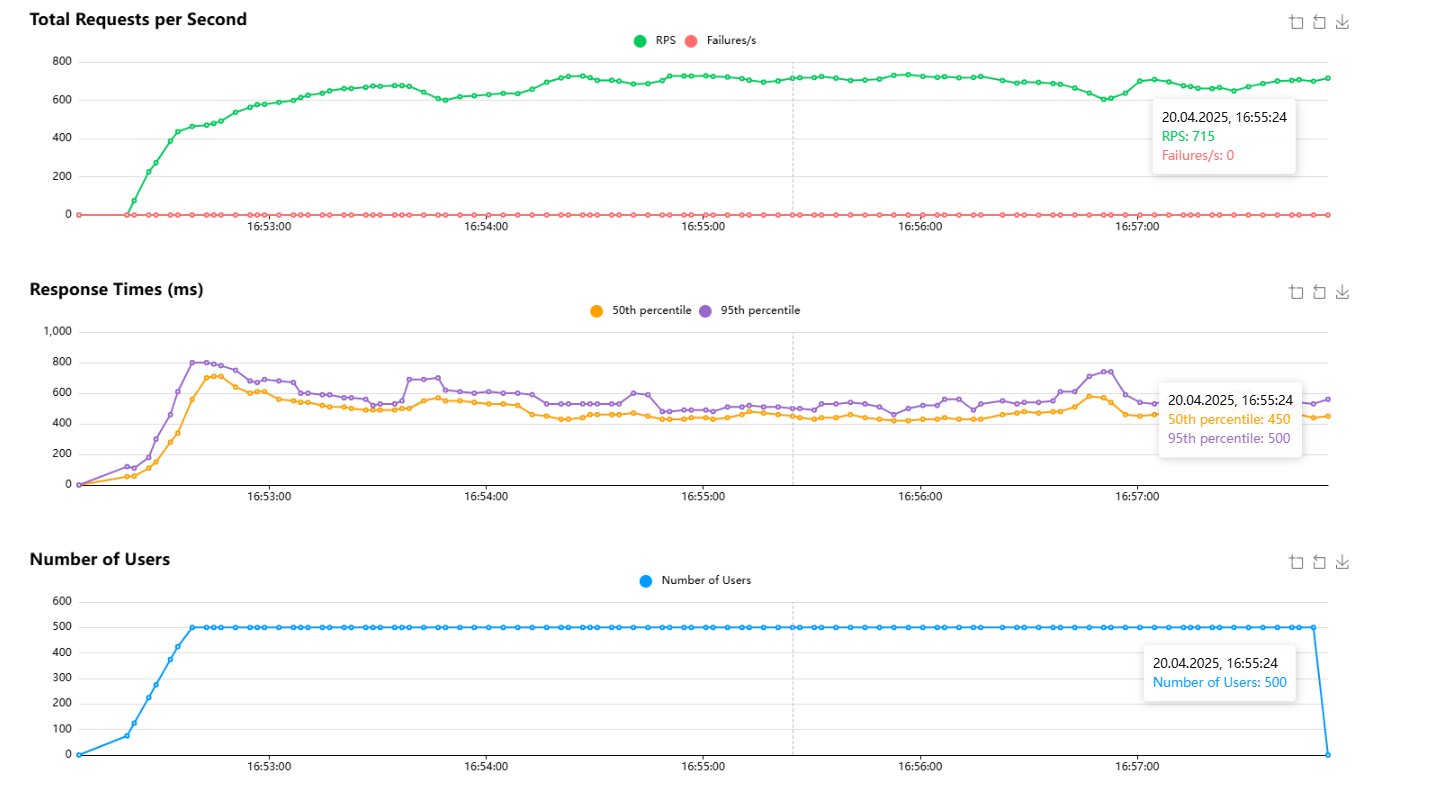 Total Requests per Second
RPS Failures/s
800
600
400
200
0
16:53:00 16:54:00 16:55:00 16:56:00 16:57:00
20.04.2025, 16:55:24
RPS: 715
Failures/s: 0
Response Times (ms)
50th percentile 95th percentile
1,000
800
600
400
200
0
16:53:00 16:54:00 16:55:00 16:56:00 16:57:00
20.04.2025, 16:55:24
50th percentile: 450
95th percentile: 500
Number of Users
Number of Users
600
500
400
300
200
100
0
16:53:00 16:54:00 16:55:00 16:56:00 16:57:00
20.04.2025, 16:55:24
Number of Users: 500